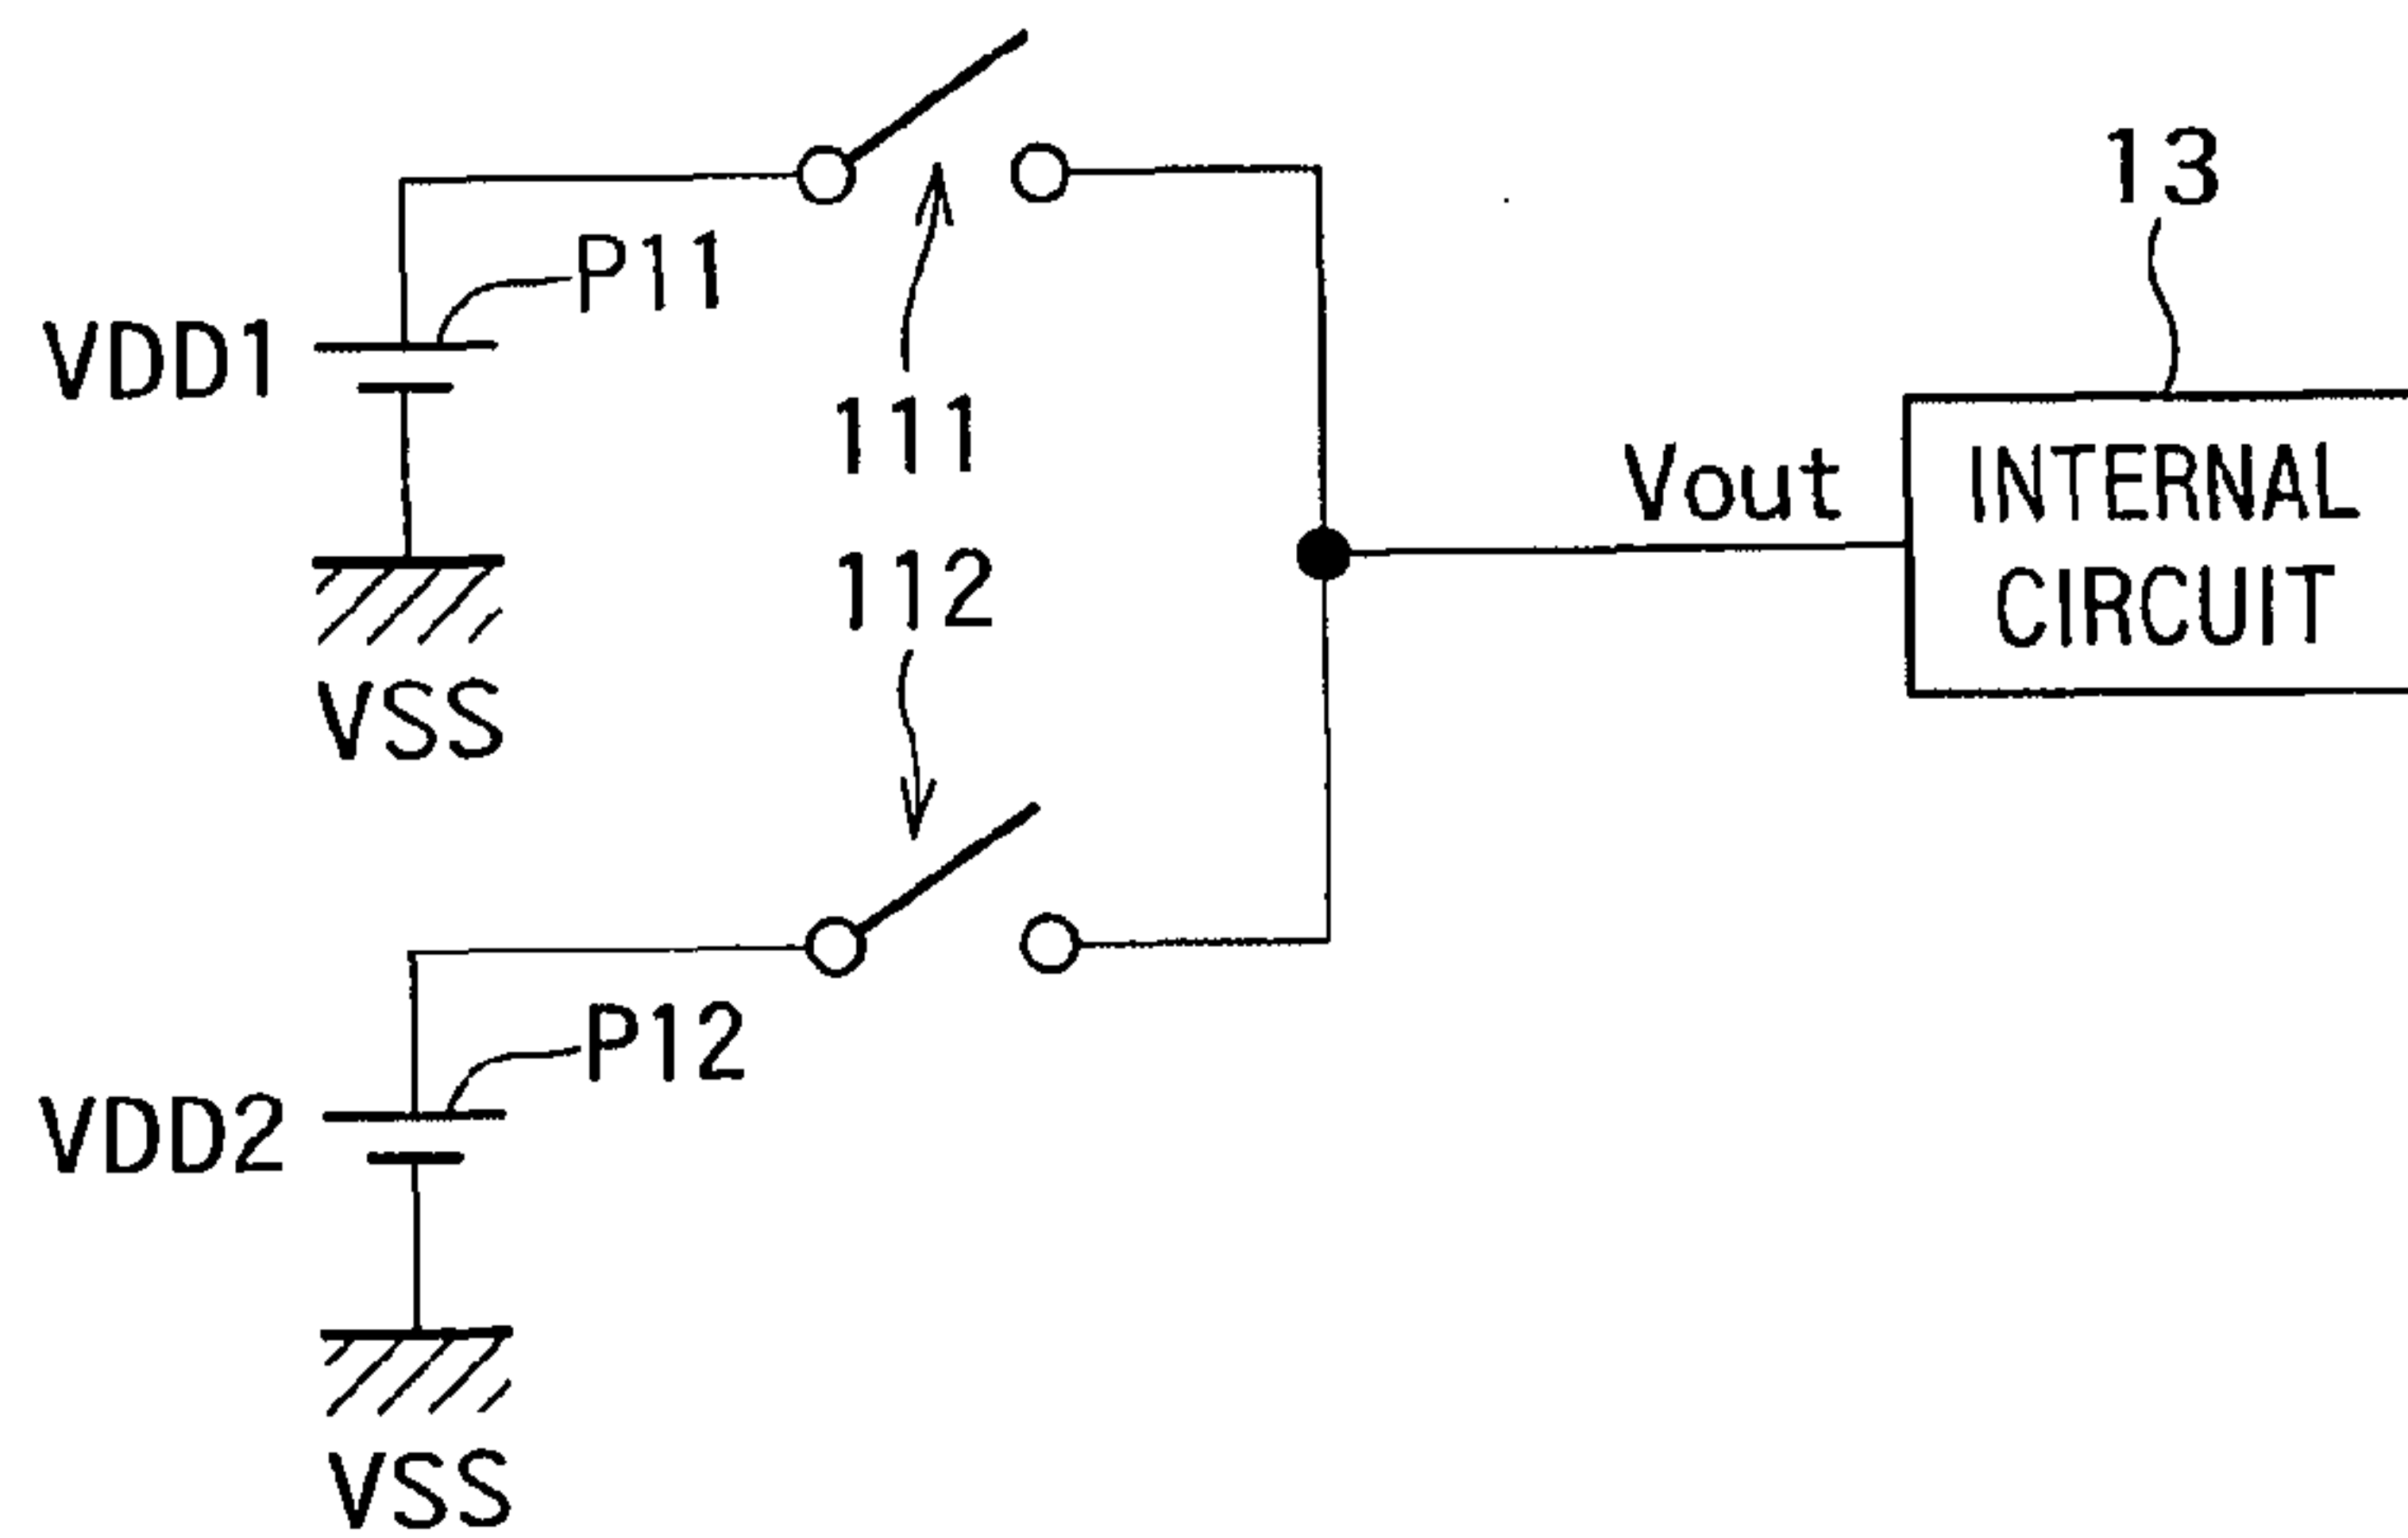 13
P11
VDD1
111
Vout
INTERNAL
CIRCUIT
112
VSS
P12
VDD2
VSS